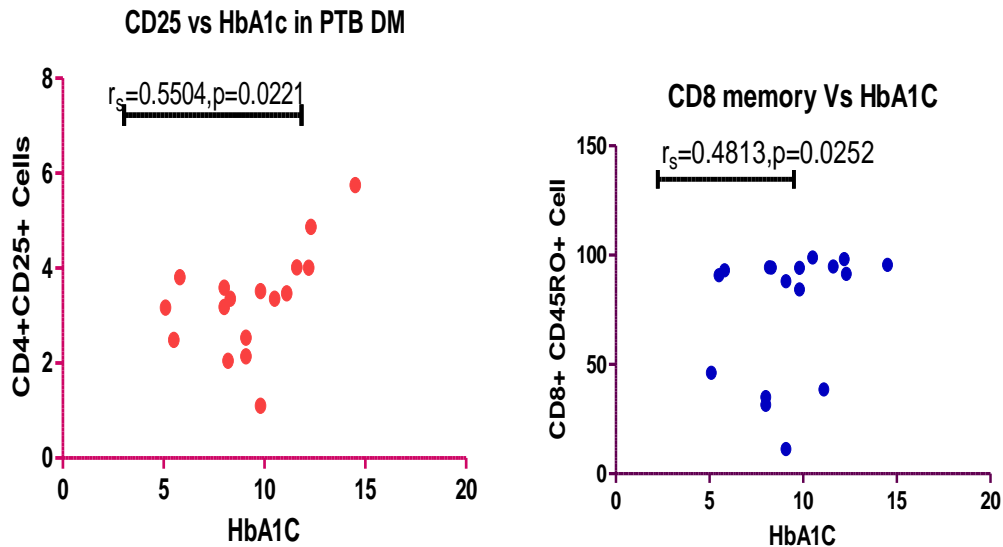 CD25 vs HbA1c in PTB DM
rs=0.5504,p=0.0221
8
6
4
2
0
CD4+CD25+ Cells
0 5 10 15 20
HbA1C
CD8 memory Vs HbA1C
rs=0.4813,p=0.0252
150
100
50
0
CD8+ CD45RO+ Cell
0 5 10 15 20
HbA1C